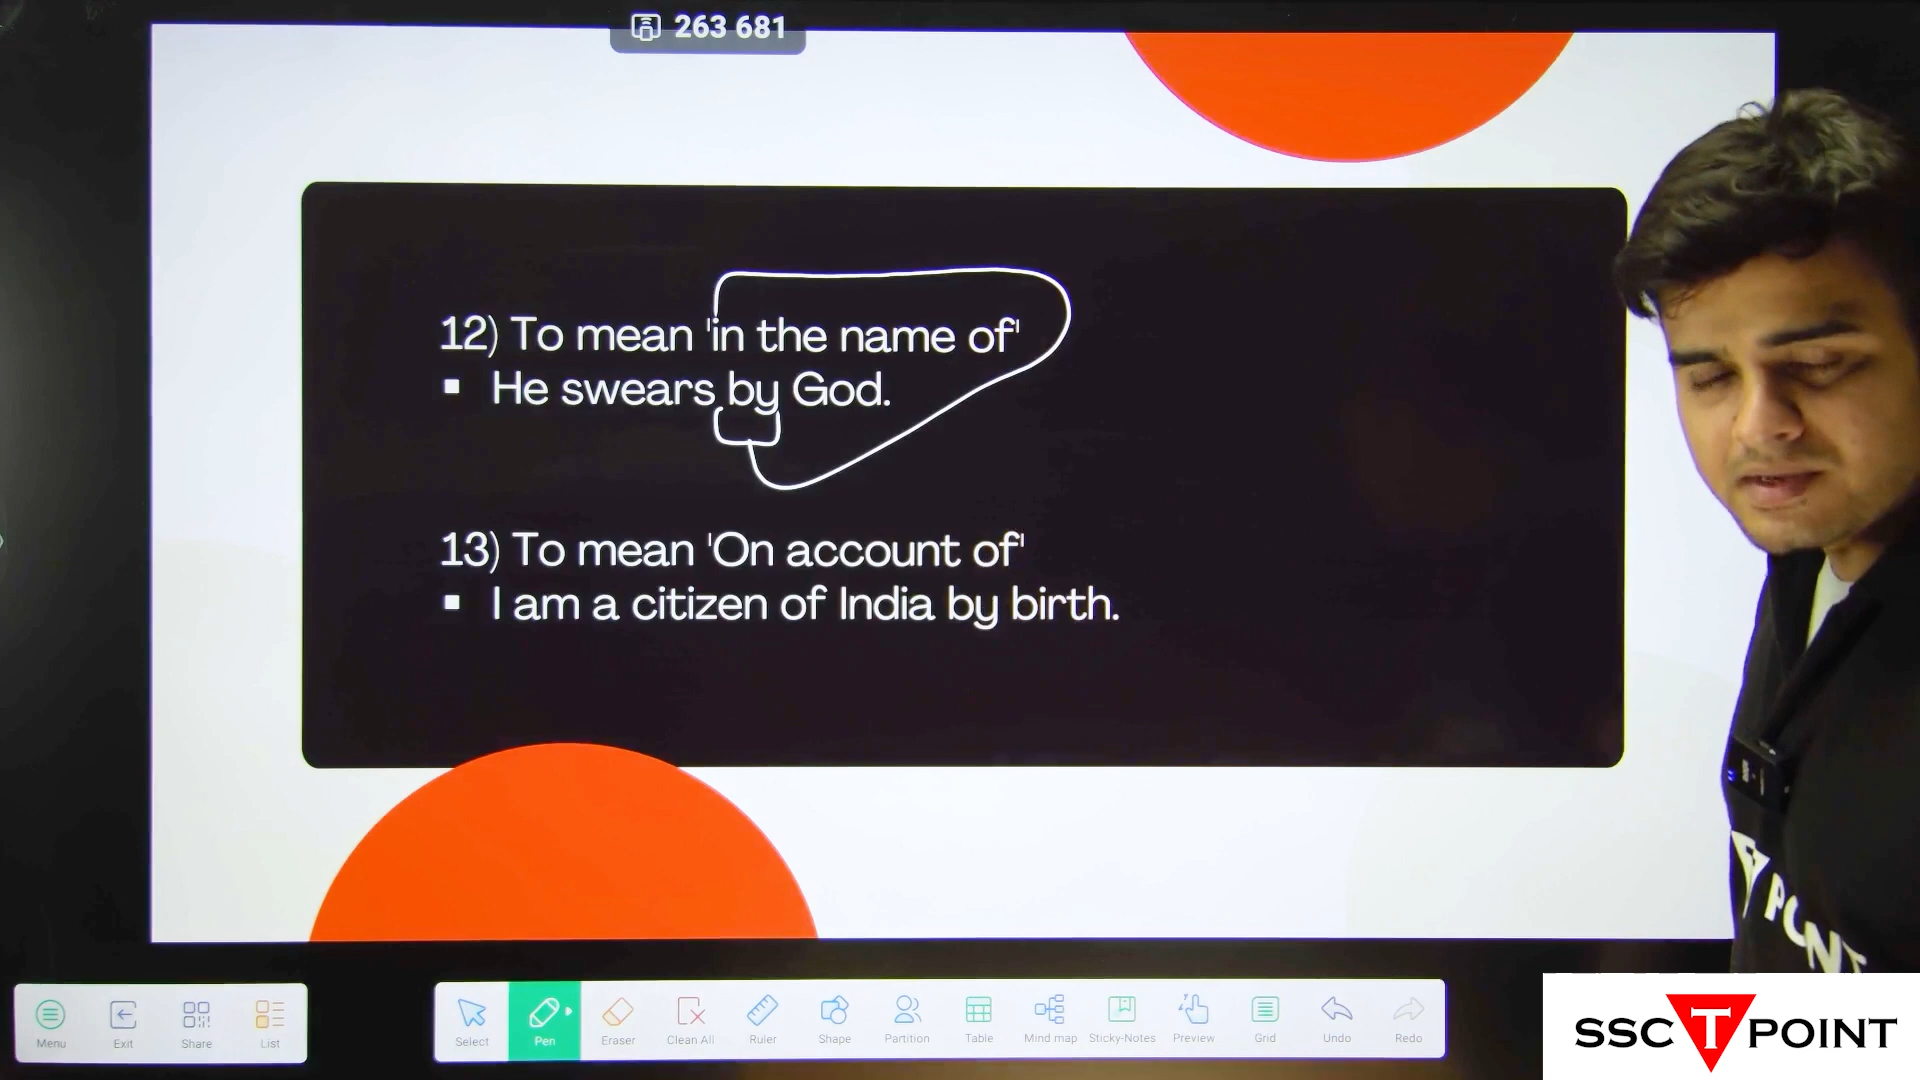 263 681
12) To mean 'in the name of'
▪ He swears by God.
13) To mean 'On account of'
▪ I am a citizen of India by birth.
Menu Exit Share List
Select Pen Eraser Clean All Ruler Shape Partition Table Mind map Sticky-Notes Preview Grid Undo Redo
SSC T POINT